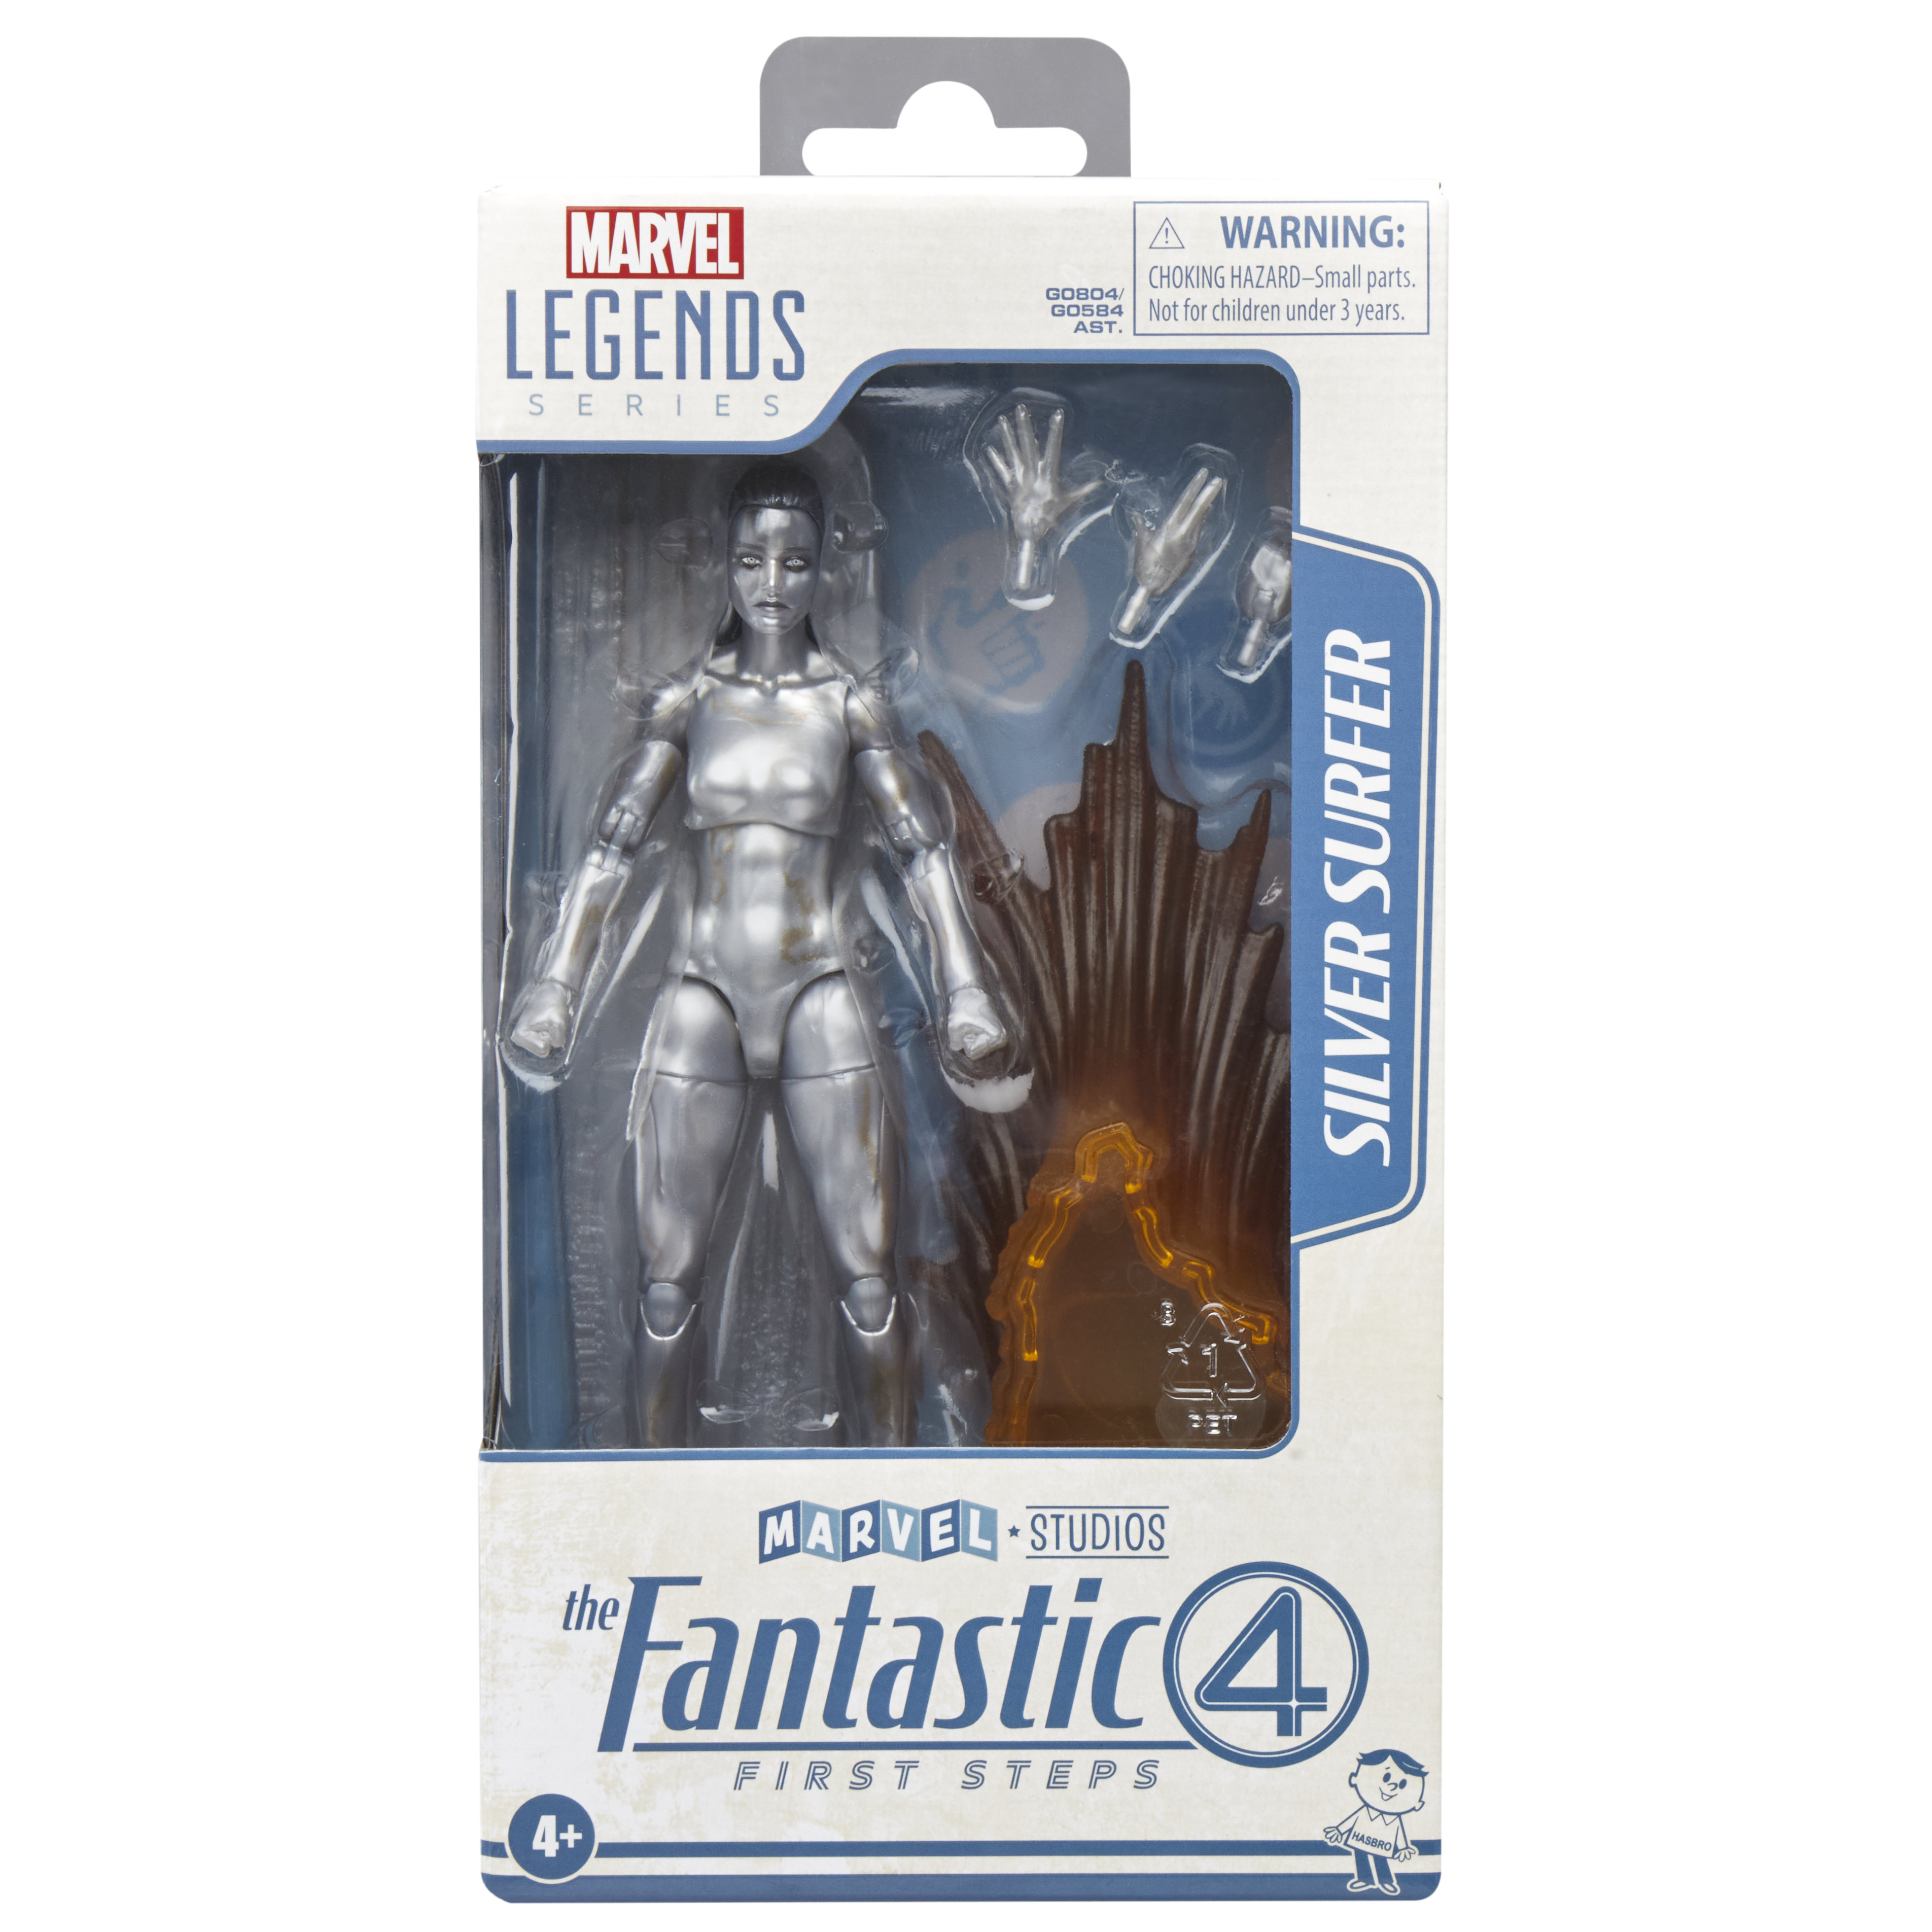 MARVEL
LEGENDS
SERIES
G0804/
G0584
AST.
WARNING:
CHOKING HAZARD–Small parts.
Not for children under 3 years.
SILVER SURFER
1
PET
MARVEL STUDIOS
the Fantastic 4
FIRST STEPS
4+
HASBRO